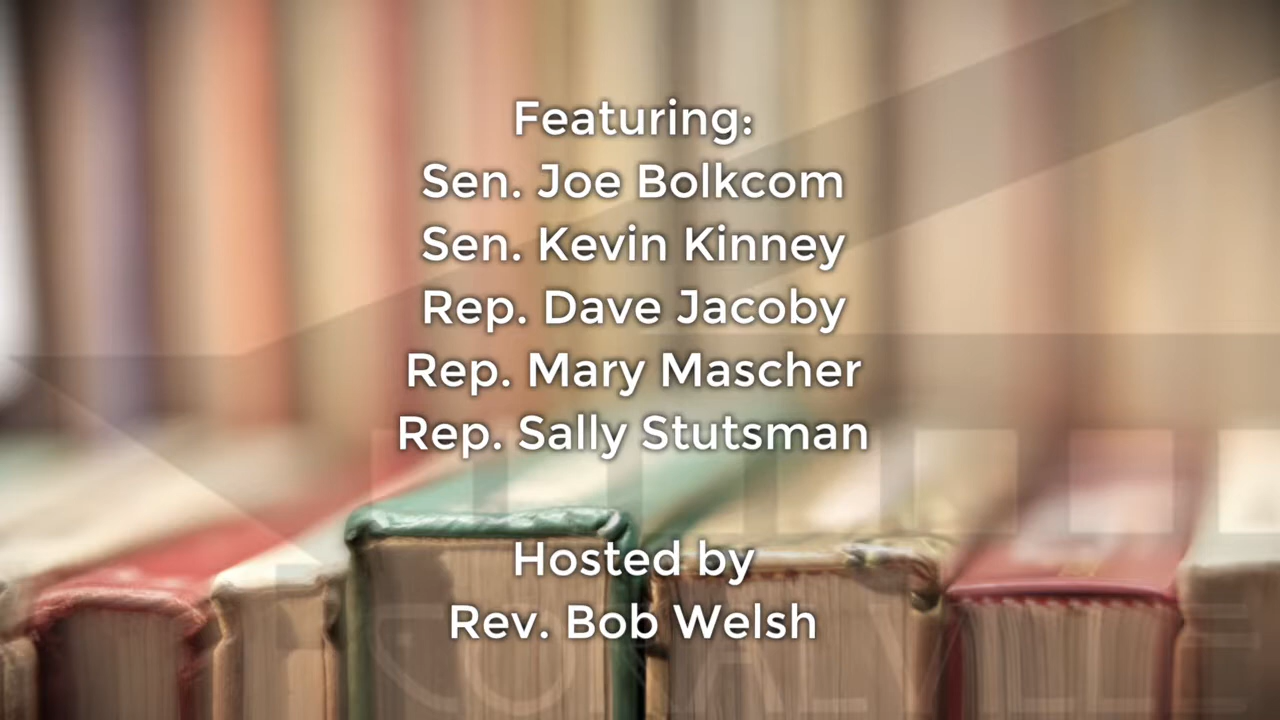 Featuring:
Sen. Joe Bolkcom
Sen. Kevin Kinney
Rep. Dave Jacoby
Rep. Mary Mascher
Rep. Sally Stutsman
Hosted by
Rev. Bob Welsh
CORALVILLE